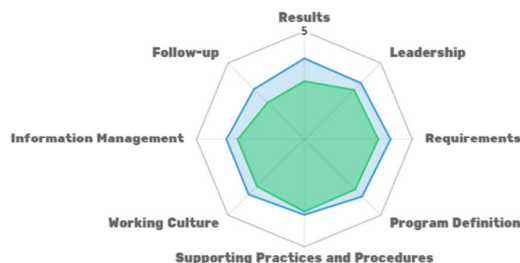 Results
5
Follow-up
Leadership
Information Management
Requirements
Working Culture
Program Definition
Supporting Practices and Procedures